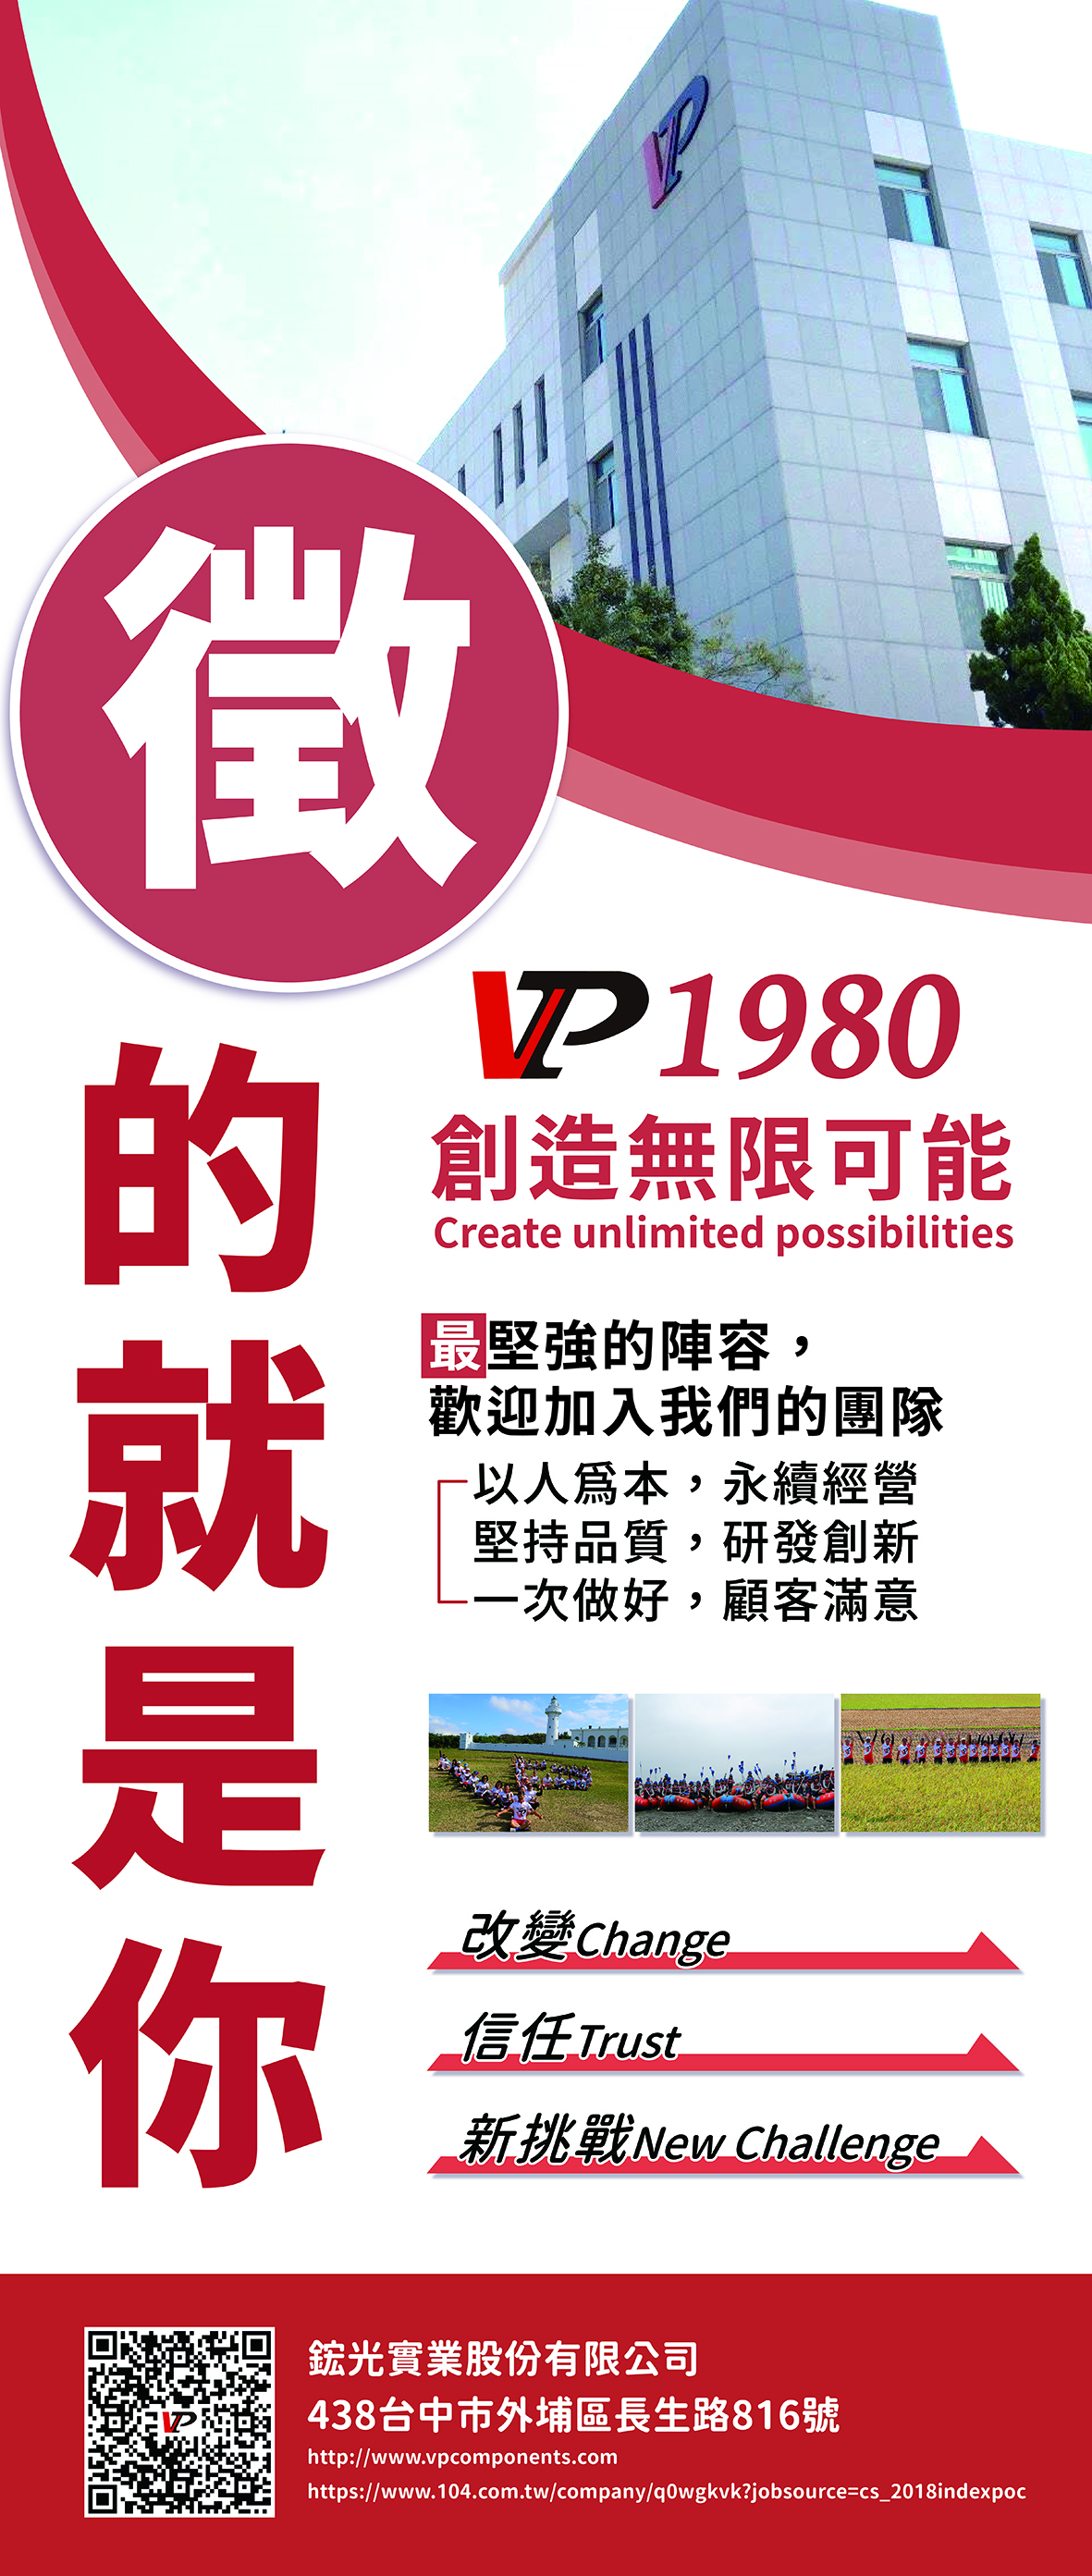 VP
徵
的
就
是
你
VP 1980
創造無限可能
Create unlimited possibilities
最堅強的陣容，
歡迎加入我們的團隊
以人為本，永續經營
堅持品質，研發創新
一次做好，顧客滿意
改變Change
信任Trust
新挑戰New Challenge
VP
鋐光實業股份有限公司
438台中市外埔區長生路816號
http://www.vpcomponents.com
https://www.104.com.tw/company/q0wgkvk?jobsource=cs_2018indexpoc